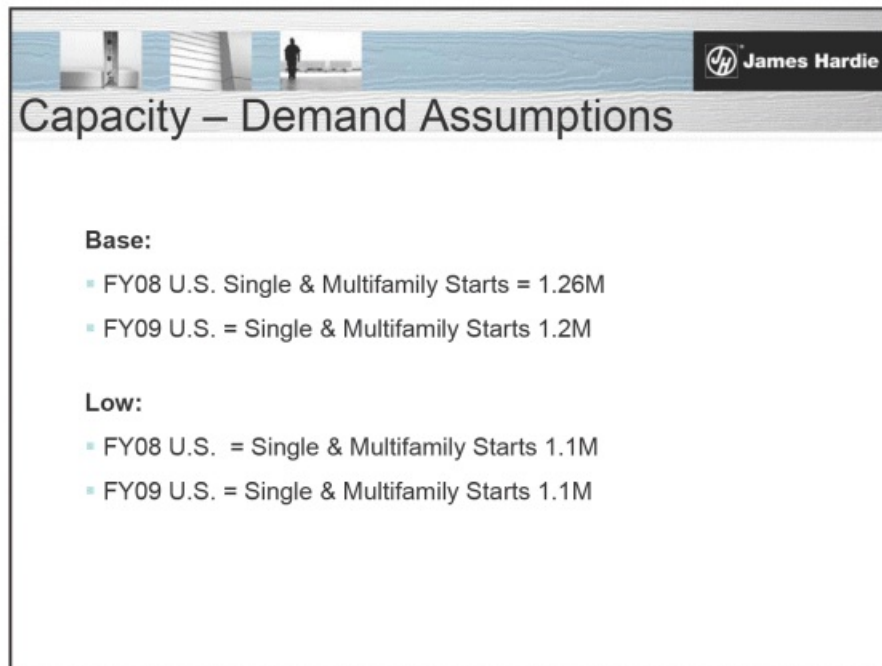 James Hardie
Capacity – Demand Assumptions
Base:
▪ FY08 U.S. Single & Multifamily Starts = 1.26M
▪ FY09 U.S. = Single & Multifamily Starts 1.2M
Low:
▪ FY08 U.S.  = Single & Multifamily Starts 1.1M
▪ FY09 U.S. = Single & Multifamily Starts 1.1M